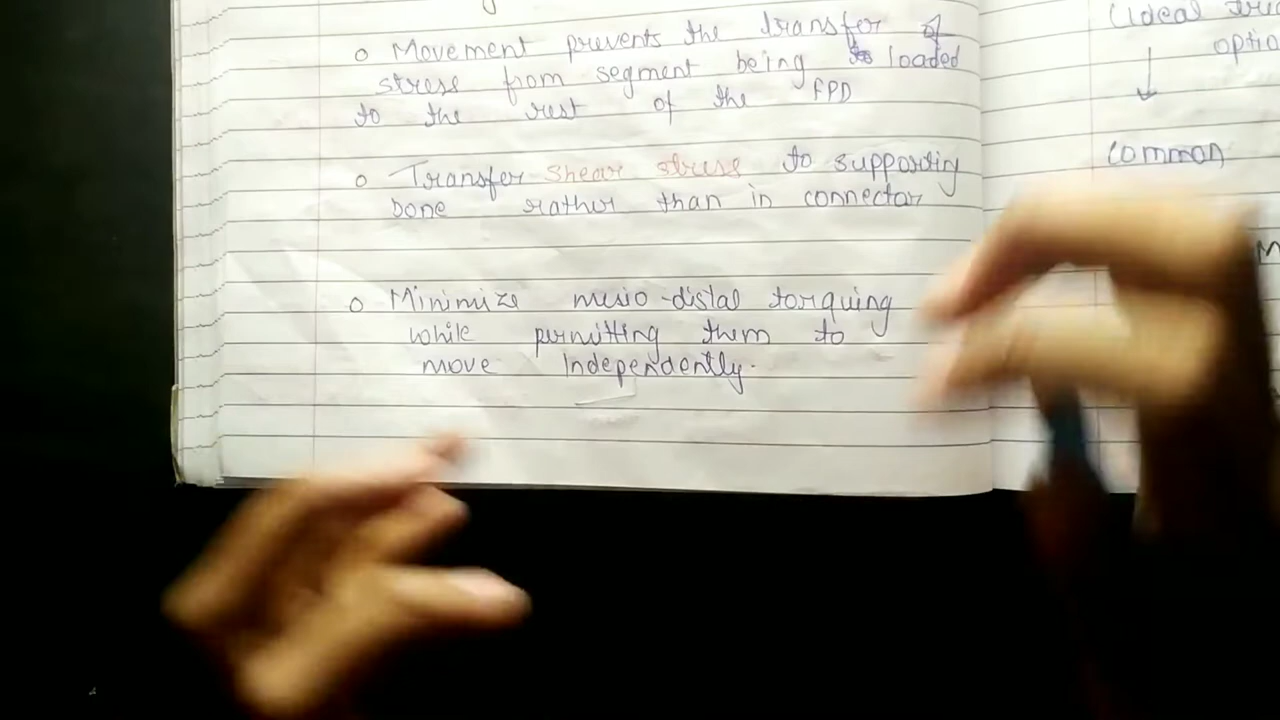 o Movement prevents the transfer of
stress from segment being loaded
to the rest of the FPD
o Transfer shear stress to supporting
bone rather than in connector
o Minimize mesio-distal torquing
while permitting them to
move Independently.
(Ideal
common